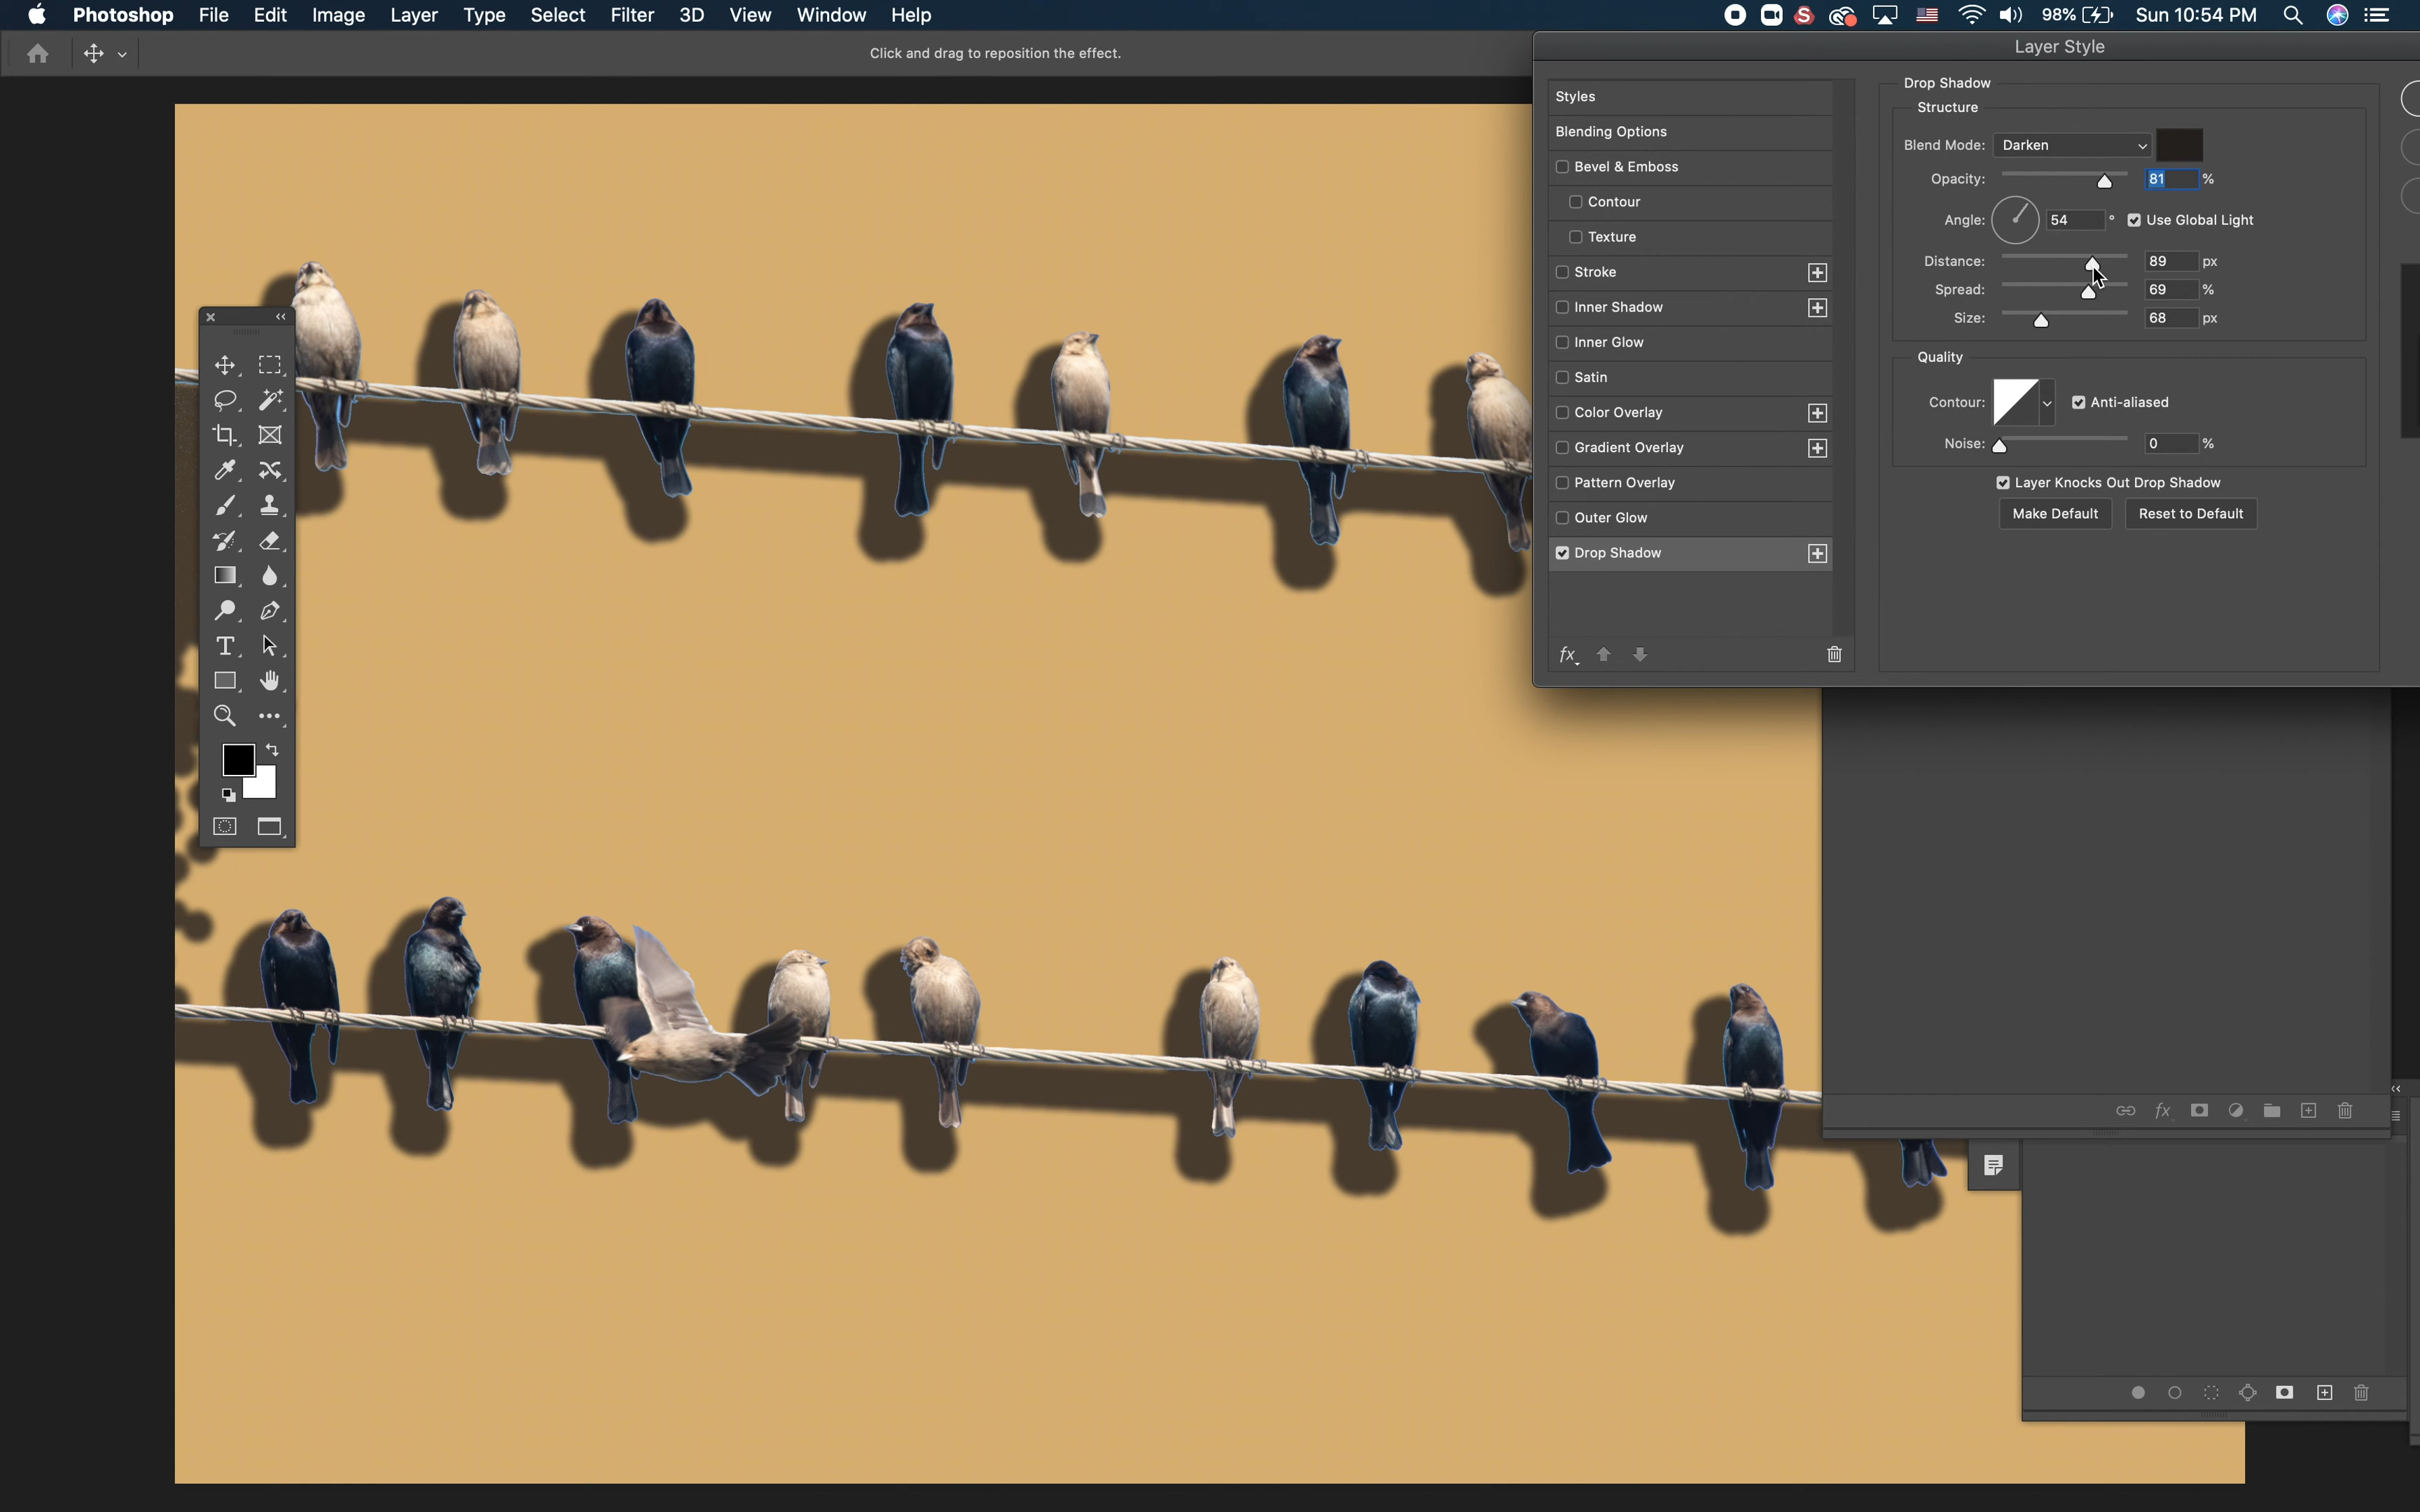 Photoshop File Edit Image Layer Type Select Filter 3D View Window Help 98% Sun 10:54 PM
Click and drag to reposition the effect.
Layer Style
Styles
Blending Options
Bevel & Emboss
Contour
Texture
Stroke
Inner Shadow
Inner Glow
Satin
Color Overlay
Gradient Overlay
Pattern Overlay
Outer Glow
Drop Shadow
fx
Drop Shadow
Structure
Blend Mode: Darken
Opacity: 81 %
Angle: 54 ° Use Global Light
Distance: 89 px
Spread: 69 %
Size: 68 px
Quality
Contour: Anti-aliased
Noise: 0 %
Layer Knocks Out Drop Shadow
Make Default Reset to Default
T
fx